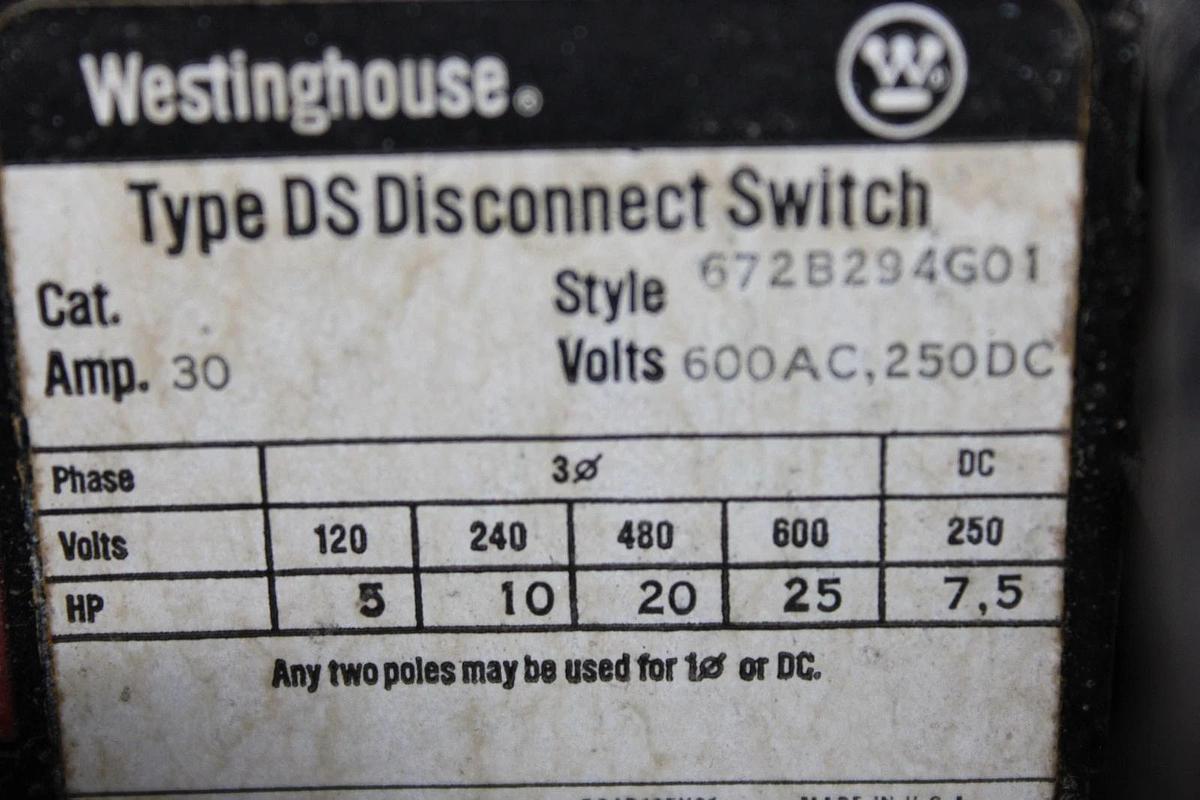 Westinghouse®
W
Type DS Disconnect Switch
Cat. Style 672B294G01
Amp. 30 Volts 600AC,250DC
Phase 3ø DC
Volts 120 240 480 600 250
HP 5 10 20 25 7,5
Any two poles may be used for 1ø or DC.
MADE IN U.S.A.